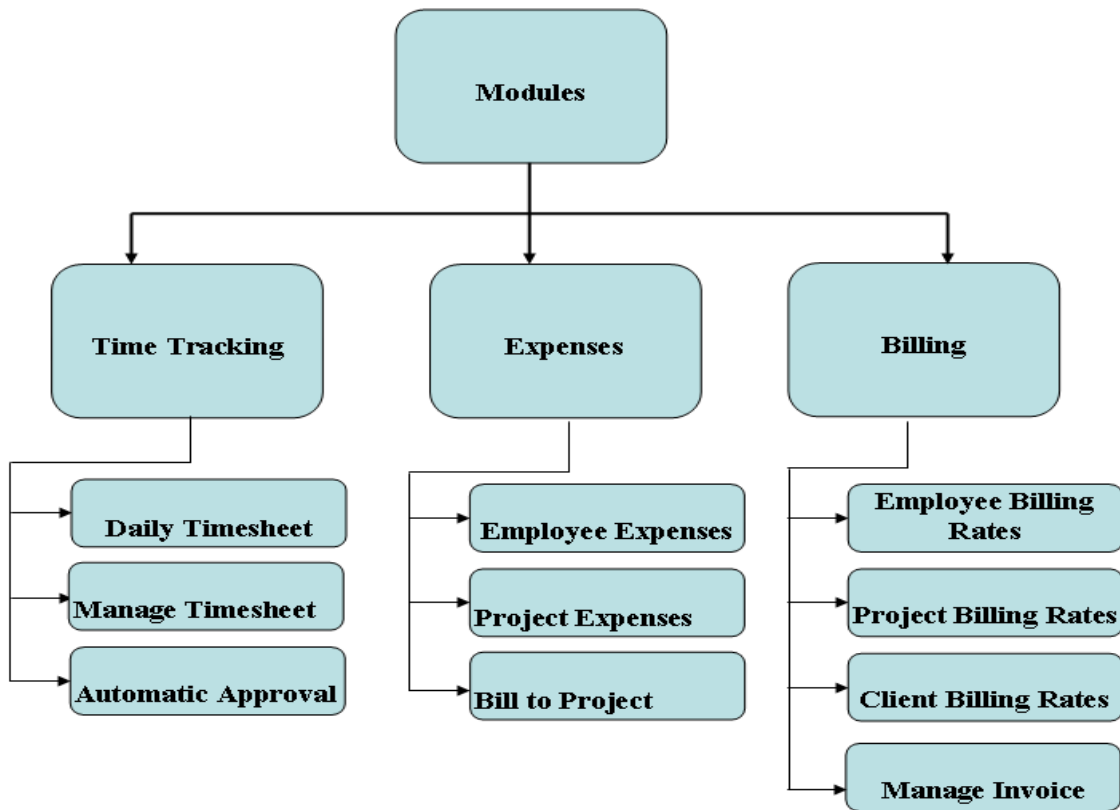 Modules
Time Tracking
Expenses
Billing
Daily Timesheet
Manage Timesheet
Automatic Approval
Employee Expenses
Project Expenses
Bill to Project
Employee Billing
Rates
Project Billing Rates
Client Billing Rates
Manage Invoice